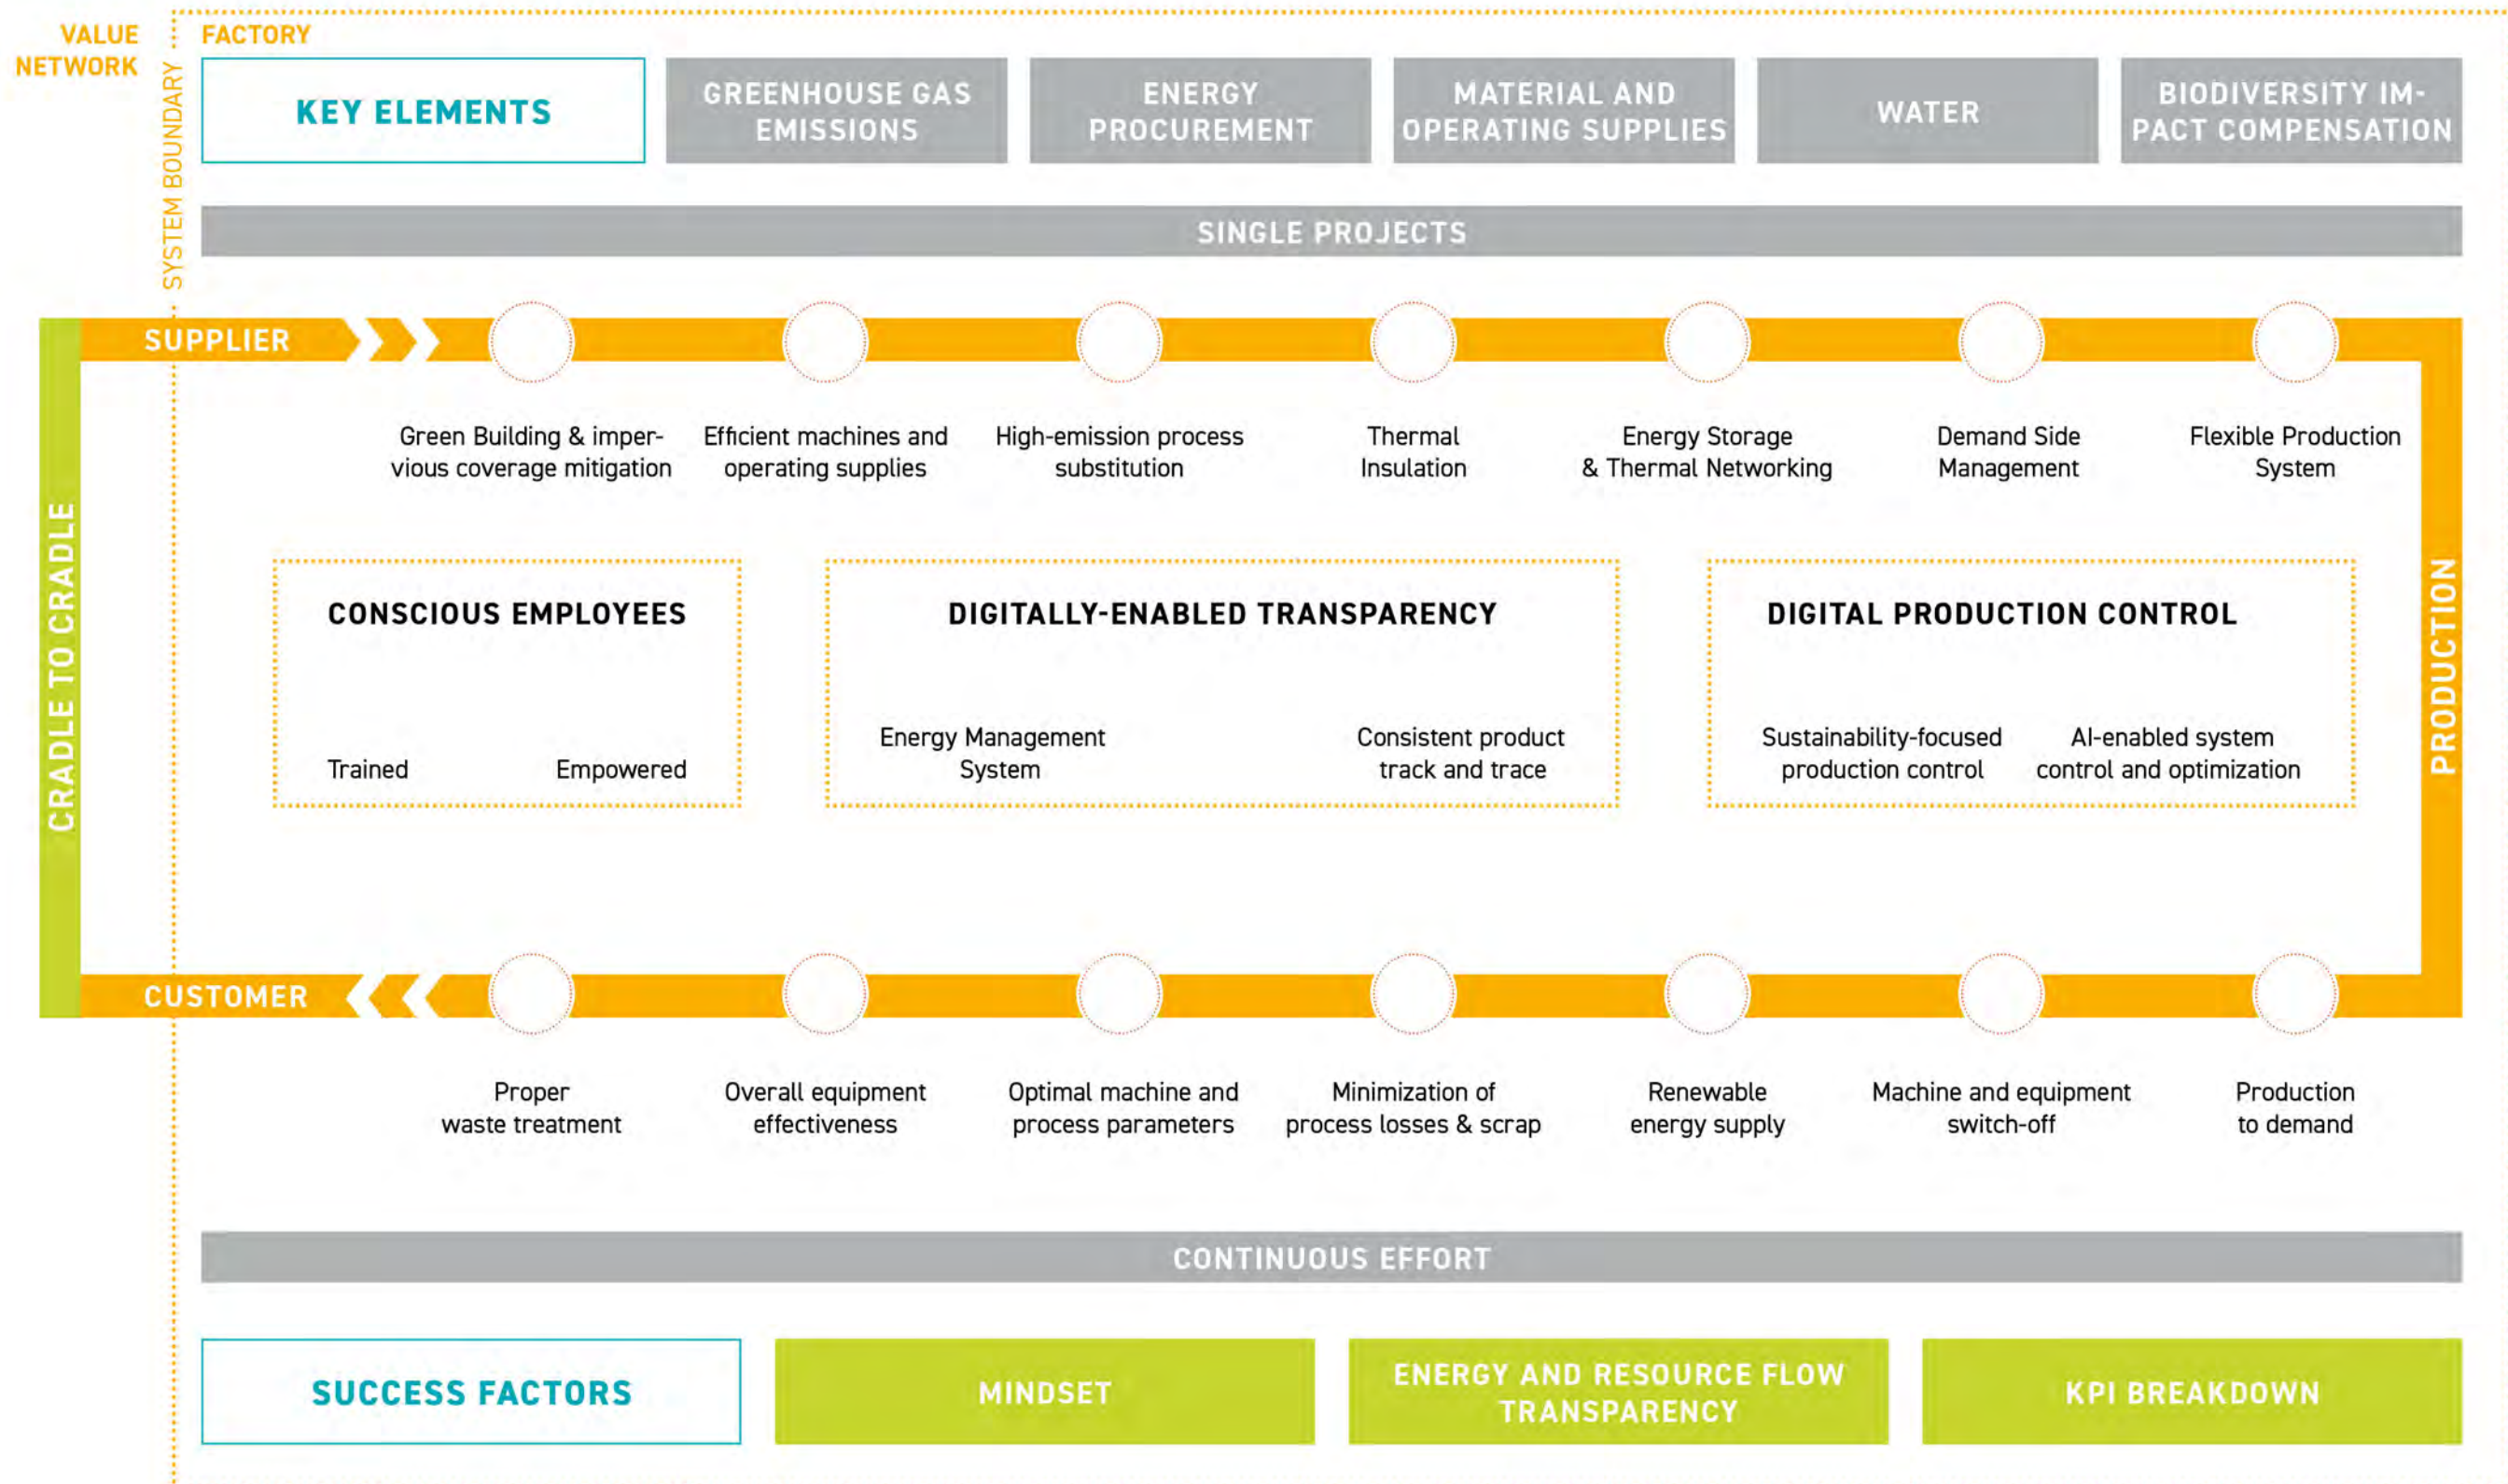 VALUE
NETWORK
SYSTEM BOUNDARY
FACTORY
KEY ELEMENTS
GREENHOUSE GAS
EMISSIONS
ENERGY
PROCUREMENT
MATERIAL AND
OPERATING SUPPLIES
WATER
BIODIVERSITY IM-
PACT COMPENSATION
SINGLE PROJECTS
SUPPLIER
Green Building & imper-
vious coverage mitigation
Efficient machines and
operating supplies
High-emission process
substitution
Thermal
Insulation
Energy Storage
& Thermal Networking
Demand Side
Management
Flexible Production
System
CRADLE TO CRADLE
CONSCIOUS EMPLOYEES
Trained
Empowered
DIGITALLY-ENABLED TRANSPARENCY
Energy Management
System
Consistent product
track and trace
DIGITAL PRODUCTION CONTROL
Sustainability-focused
production control
AI-enabled system
control and optimization
PRODUCTION
CUSTOMER
Proper
waste treatment
Overall equipment
effectiveness
Optimal machine and
process parameters
Minimization of
process losses & scrap
Renewable
energy supply
Machine and equipment
switch-off
Production
to demand
CONTINUOUS EFFORT
SUCCESS FACTORS
MINDSET
ENERGY AND RESOURCE FLOW
TRANSPARENCY
KPI BREAKDOWN